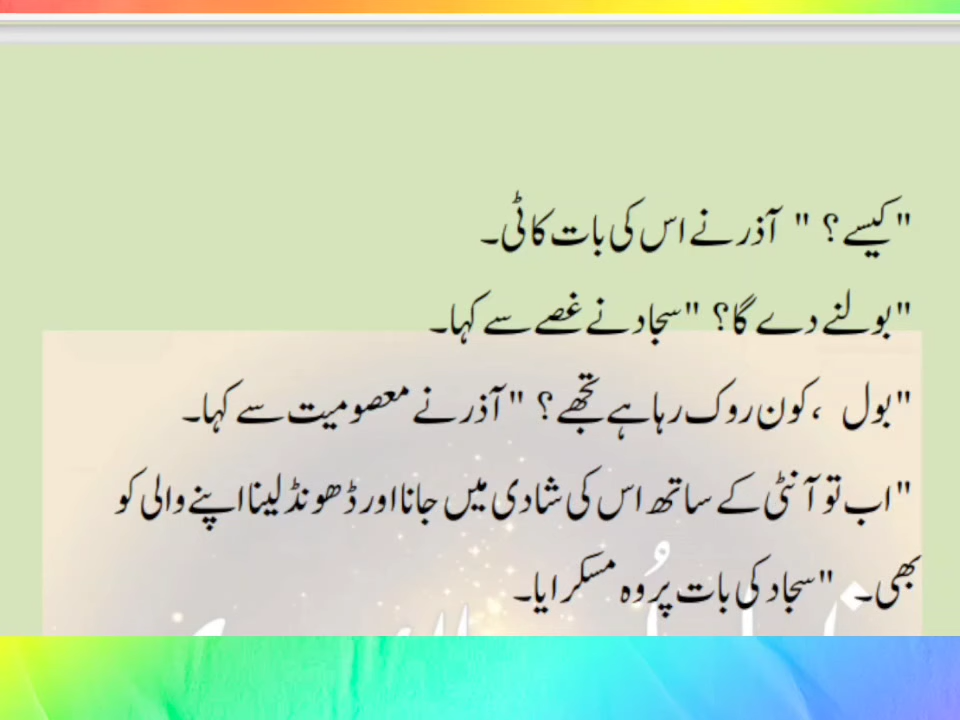 "کیسے؟ " آذر نے اس کی بات کاٹی۔
"بولنے دے گا؟ "سجاد نے غصے سے کہا۔
"بول ،کون روک رہا ہے تجھے؟ "آذر نے معصومیت سے کہا۔
"اب تو آنٹی کے ساتھ اس کی شادی میں جانا اور ڈھونڈ لینا اپنے والی کو
بھی۔ "سجاد کی بات پر وہ مسکرایا۔